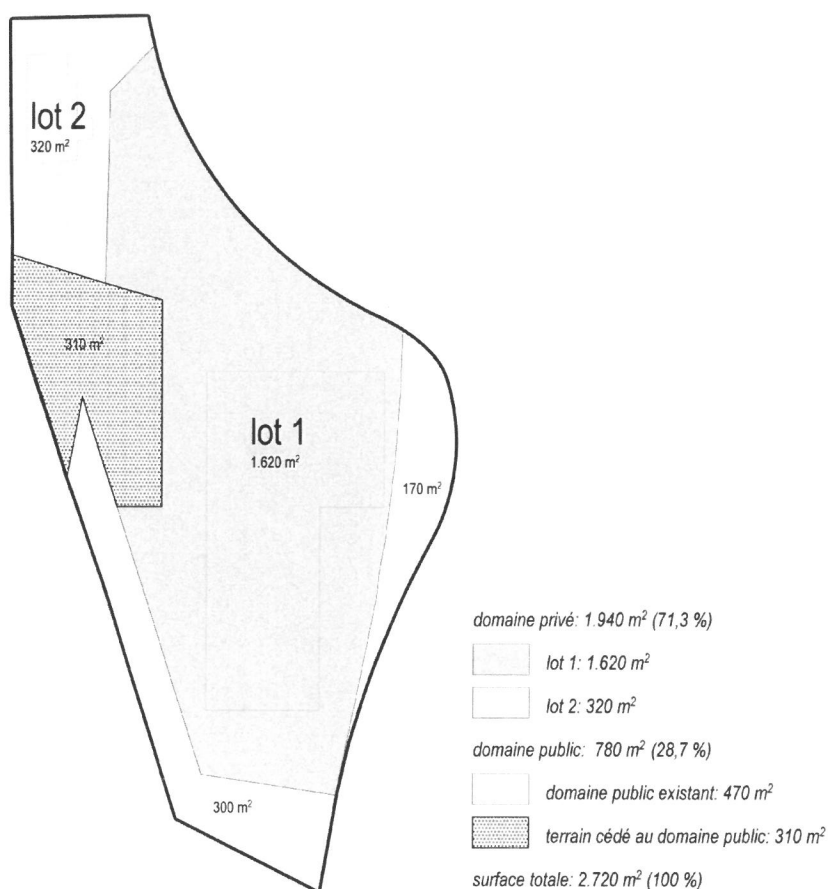 lot 2
320 m²
310 m²
lot 1
1.620 m²
170 m²
300 m²
domaine privé: 1.940 m² (71,3 %)
lot 1: 1.620 m²
lot 2: 320 m²
domaine public: 780 m² (28,7 %)
domaine public existant: 470 m²
terrain cédé au domaine public: 310 m²
surface totale: 2.720 m² (100 %)